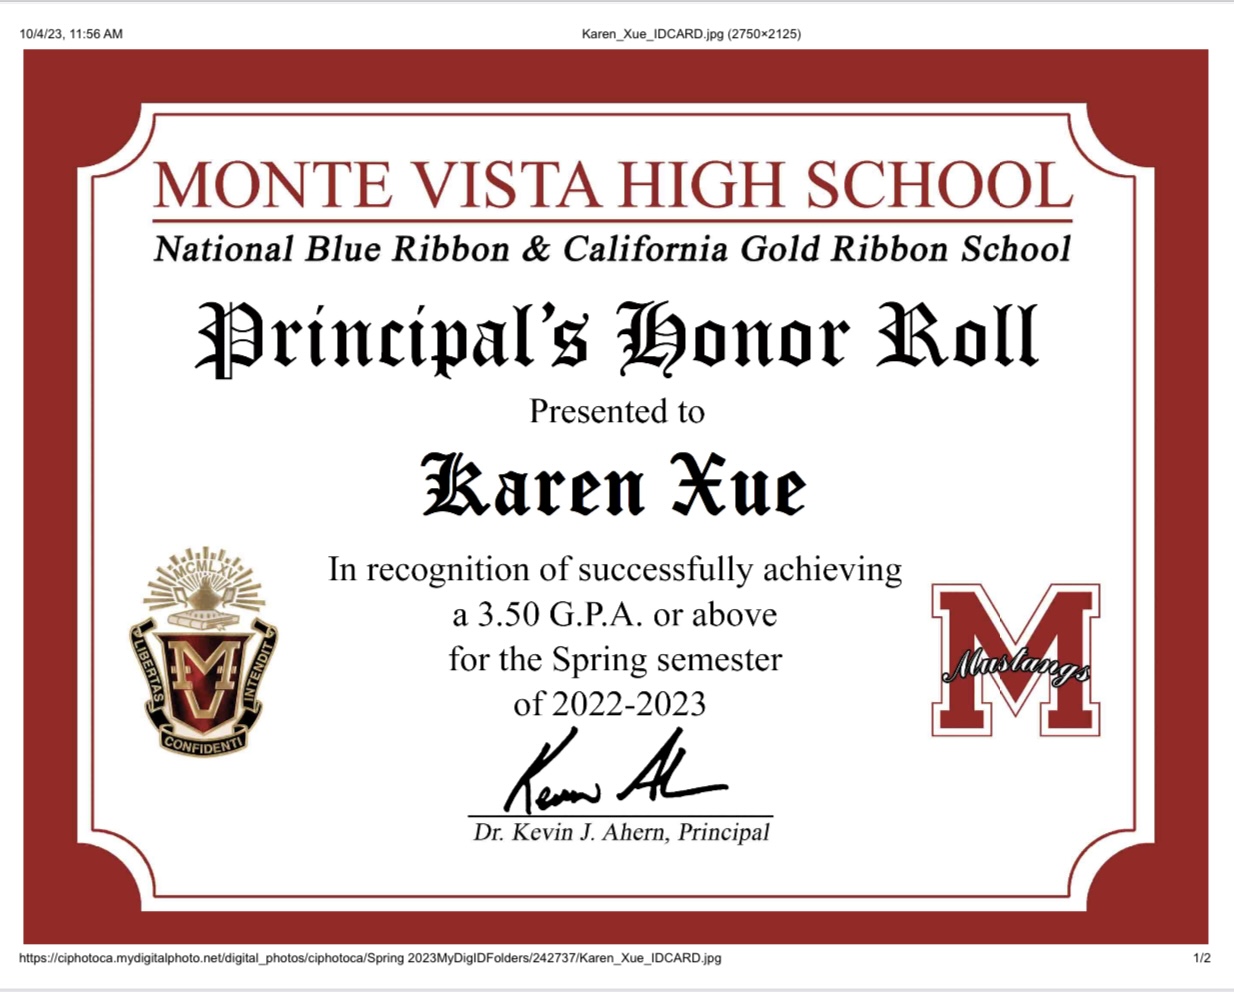 10/4/23, 11:56 AM
Karen_Xue_IDCARD.jpg (2750×2125)
MONTE VISTA HIGH SCHOOL
National Blue Ribbon & California Gold Ribbon School
Principal's Honor Roll
Presented to
Karen Xue
In recognition of successfully achieving
a 3.50 G.P.A. or above
for the Spring semester
of 2022-2023
MCMLXVI
MV
LIBERTAS
INTENDIT
CONFIDENTI
M
Mustangs
Dr. Kevin J. Ahern, Principal
https://ciphotoca.mydigitalphoto.net/digital_photos/ciphotoca/Spring 2023MyDigIDFolders/242737/Karen_Xue_IDCARD.jpg
1/2